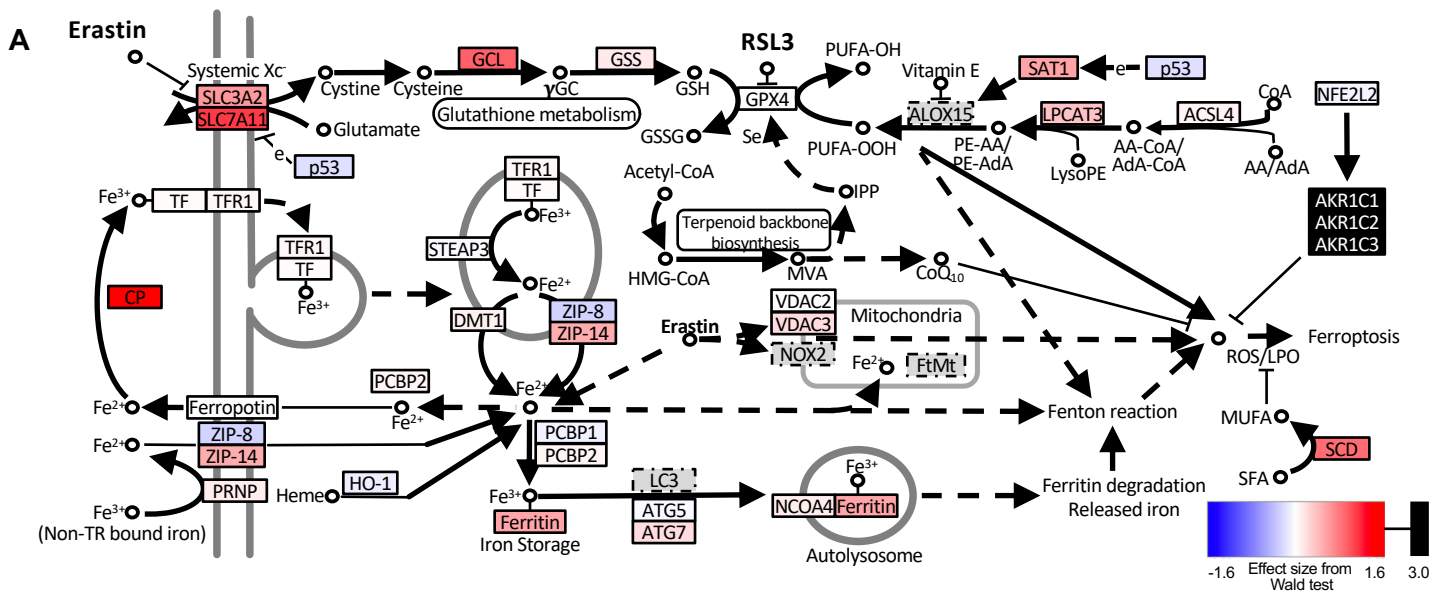 A
Erastin
Systemic Xc-
SLC3A2
SLC7A11
Cystine
Cysteine
GCL
γGC
GSS
GSH
Glutathione metabolism
Glutamate
e
p53
GSSG
RSL3
GPX4
Se
PUFA-OH
PUFA-OOH
Vitamin E
ALOX15
SAT1
e
p53
PE-AA/
PE-AdA
LPCAT3
LysoPE
AA-CoA/
AdA-CoA
ACSL4
CoA
AA/AdA
NFE2L2
AKR1C1
AKR1C2
AKR1C3
Fe3+
TF
TFR1
TFR1
TF
Fe3+
CP
TFR1
TF
Fe3+
STEAP3
Fe2+
DMT1
ZIP-8
ZIP-14
Acetyl-CoA
IPP
Terpenoid backbone
biosynthesis
HMG-CoA
MVA
CoQ10
Erastin
VDAC2
VDAC3
NOX2
Mitochondria
Fe2+
FtMt
ROS/LPO
Ferroptosis
Fe2+
Ferropotin
PCBP2
Fe2+
Fe2+
Fenton reaction
MUFA
SCD
SFA
Fe2+
ZIP-8
ZIP-14
PRNP
Fe3+
(Non-TR bound iron)
Heme
HO-1
PCBP1
PCBP2
Fe3+
Ferritin
Iron Storage
LC3
ATG5
ATG7
Fe3+
NCOA4
Ferritin
Autolysosome
Ferritin degradation
Released iron
-1.6
Effect size from
Wald test
1.6
3.0